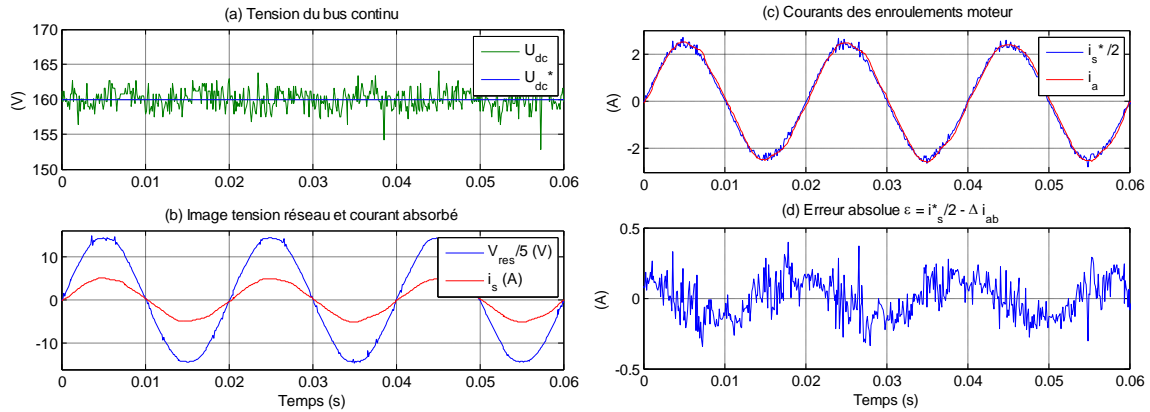 (a) Tension du bus continu
170
165
160
155
150
(V)
U_dc
U_dc*
0
0.01
0.02
0.03
0.04
0.05
0.06
(b) Image tension réseau et courant absorbé
10
0
-10
V_res/5 (V)
i_s (A)
0
0.01
0.02
0.03
0.04
0.05
0.06
Temps (s)
(c) Courants des enroulements moteur
2
0
-2
(A)
i_s*/2
i_a
0
0.01
0.02
0.03
0.04
0.05
0.06
(d) Erreur absolue ε = i*_s/2 - Δ i_ab
0.5
0
-0.5
(A)
0
0.01
0.02
0.03
0.04
0.05
0.06
Temps (s)